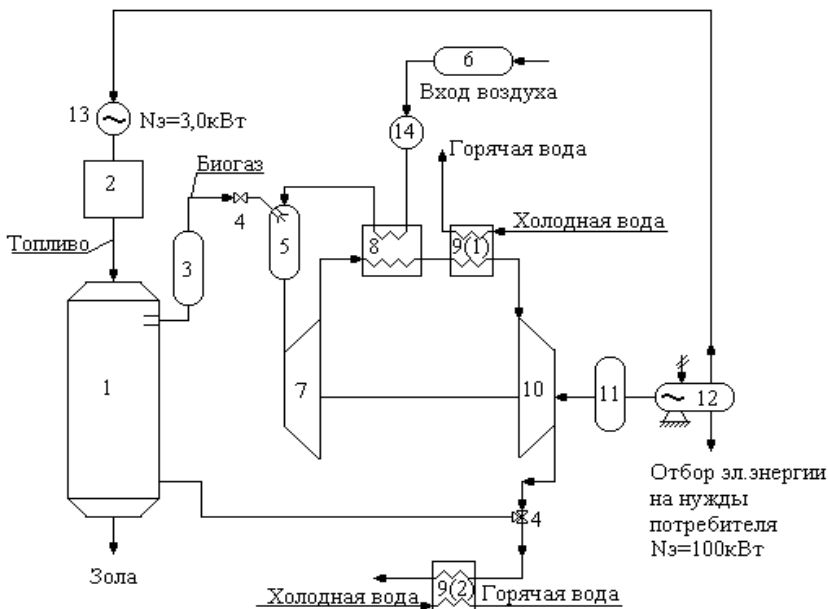 6
Вход воздуха
13
Nэ=3,0кВт
14
Горячая вода
Биогаз
2
4
Холодная вода
Топливо
5
8
9(1)
3
1
7
10
11
12
Отбор эл.энергии
на нужды
потребителя
Nэ=100кВт
4
Зола
9(2)
Холодная вода
Горячая вода